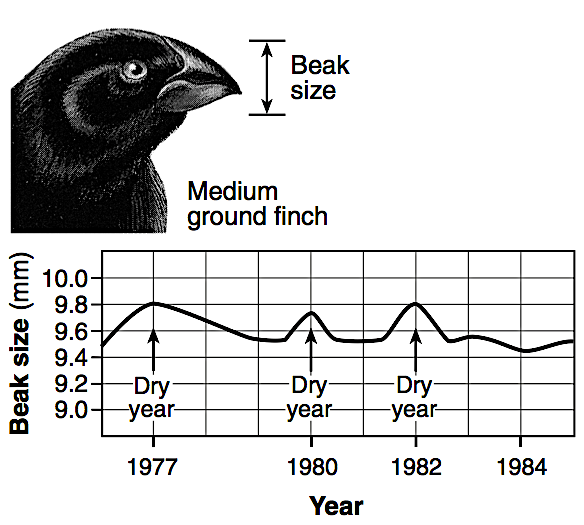 Beak
size
Medium
ground finch
Beak size (mm)
10.0
9.8
9.6
9.4
9.2
9.0
Dry
year
Dry
year
Dry
year
1977
1980
1982
1984
Year